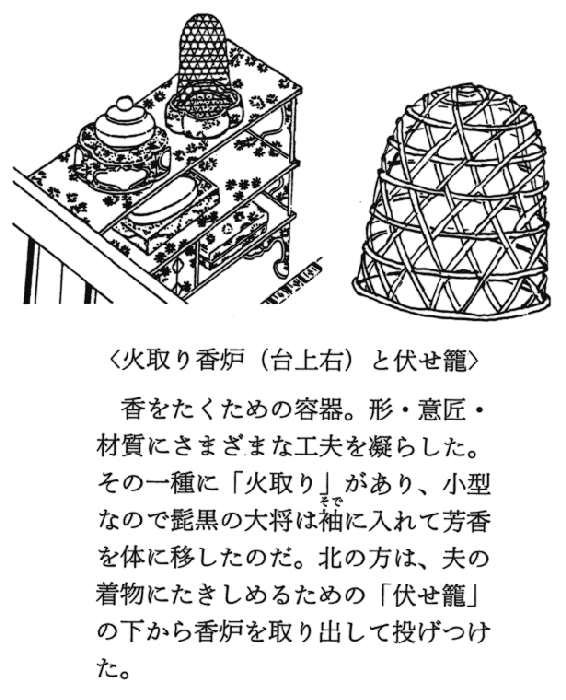 〈火取り香炉（台上右）と伏せ籠〉
香をたくための容器。形・意匠・
材質にさまざまな工夫を凝らした。
その一種に「火取り」があり、小型
そで
なので髭黒の大将は袖に入れて芳香
を体に移したのだ。北の方は、夫の
着物にたきしめるための「伏せ籠」
の下から香炉を取り出して投げつけ
た。